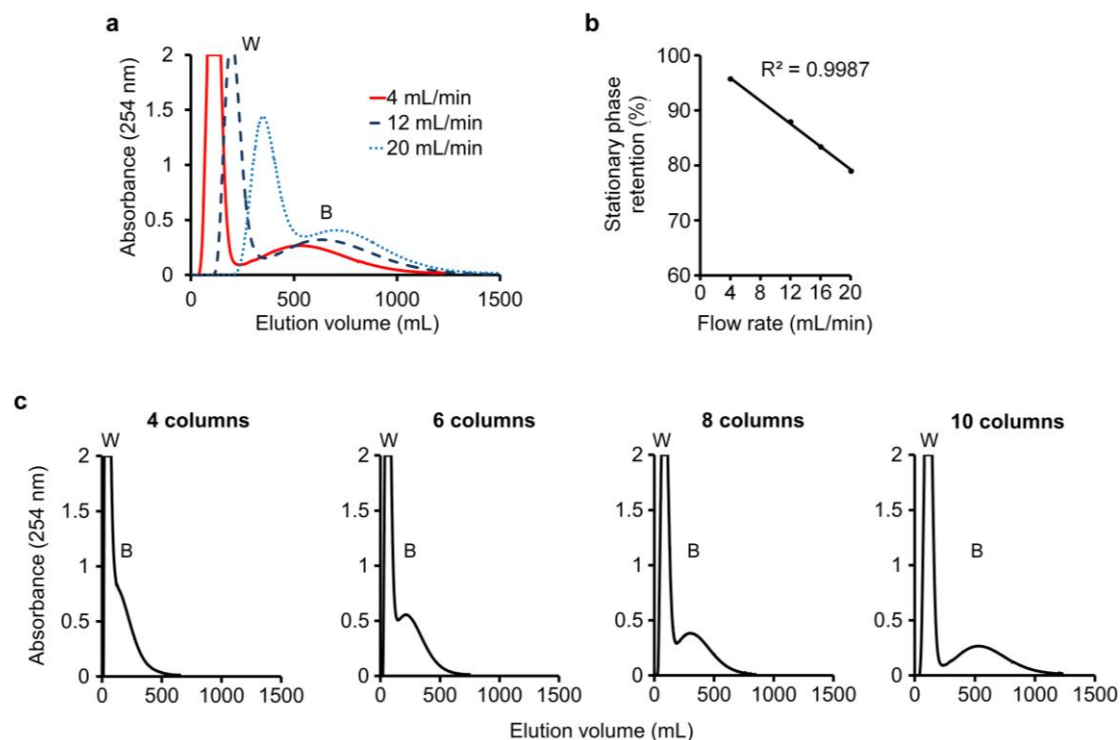 a
W
2
1.5
1
0.5
0
Absorbance (254 nm)
4 mL/min
12 mL/min
20 mL/min
B
0 500 1000 1500
Elution volume (mL)
b
100
90
80
70
60
Stationary phase
retention (%)
R² = 0.9987
0 4 8 12 16 20
Flow rate (mL/min)
c
4 columns 6 columns 8 columns 10 columns
W W W W
2 2 2 2
1.5 1.5 1.5 1.5
B B B B
1 1 1 1
0.5 0.5 0.5 0.5
0 0 0 0
Absorbance (254 nm)
0 500 1000 1500 0 500 1000 1500 0 500 1000 1500 0 500 1000 1500
Elution volume (mL)